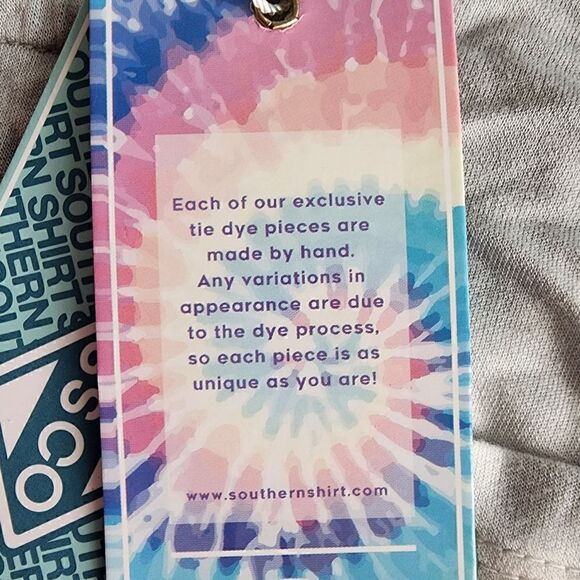 Each of our exclusive
tie dye pieces are
made by hand.
Any variations in
appearance are due
to the dye process,
so each piece is as
unique as you are!
www.southernshirt.com
SSCO